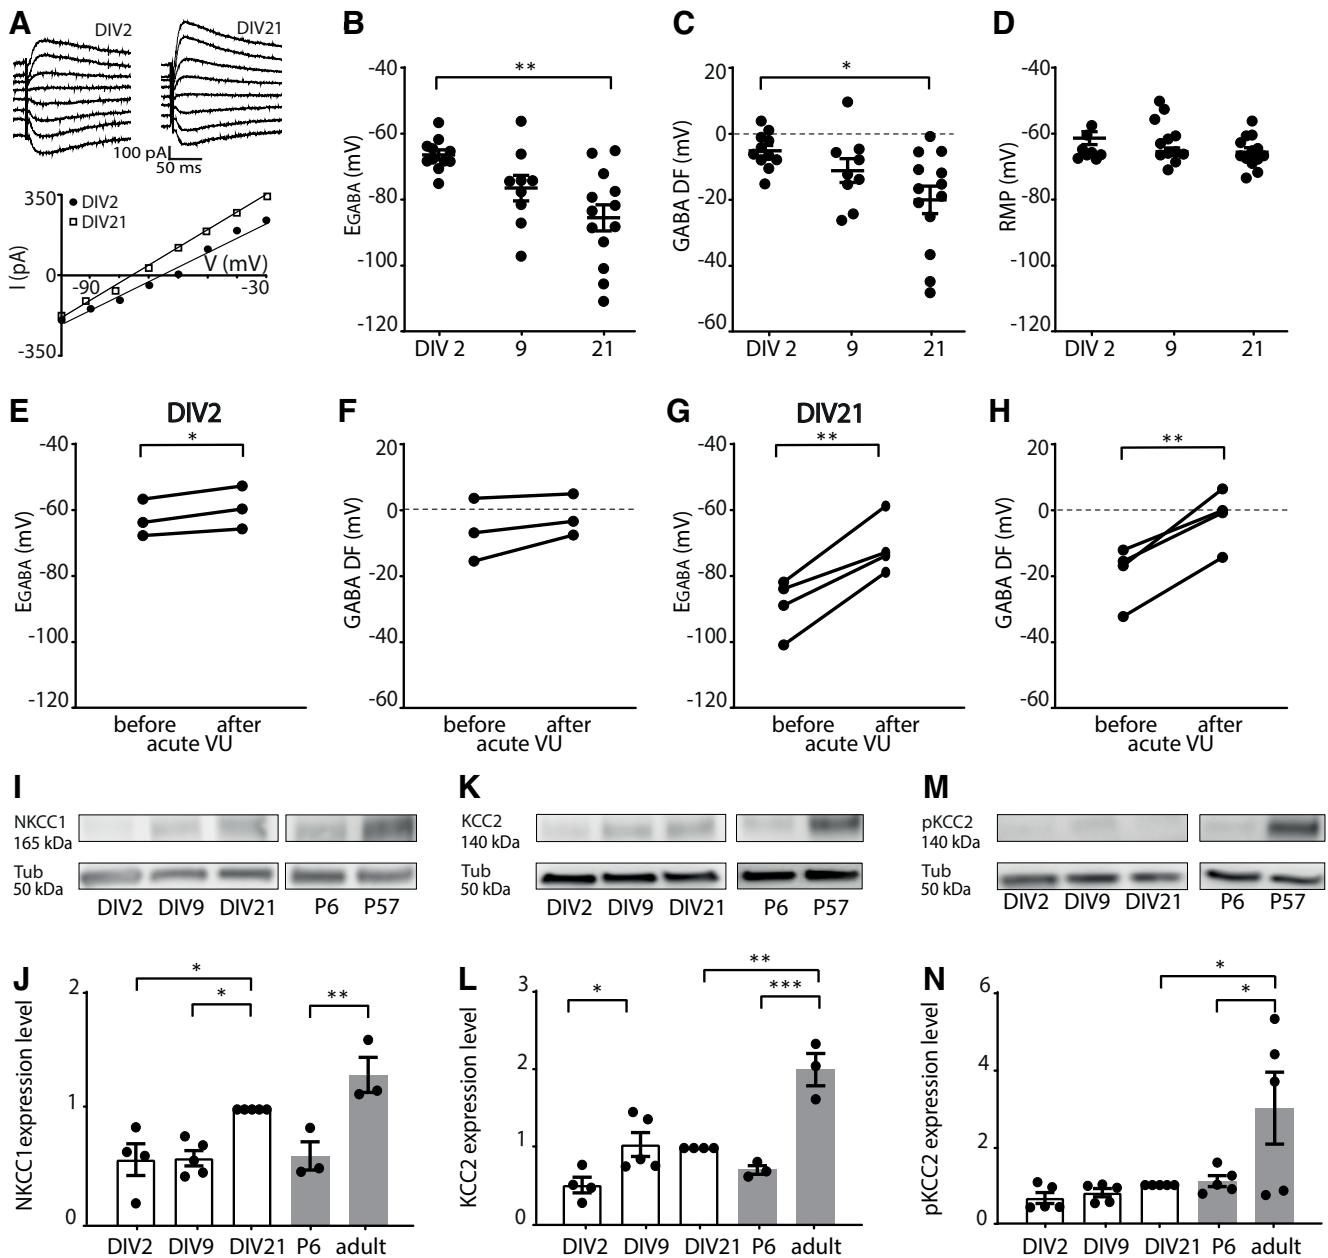 A
DIV2
DIV21
100 pA
50 ms
350
DIV2
DIV21
I (pA)
0
V (mV)
-90
-30
-350
B
**
-40
-60
-80
-100
-120
EGABA (mV)
DIV 2
9
21
C
*
20
0
-20
-40
-60
GABA DF (mV)
DIV 2
9
21
D
-40
-60
-80
-100
-120
RMP (mV)
DIV 2
9
21
E
DIV2
*
-40
-60
-80
-100
-120
EGABA (mV)
before after
acute VU
F
20
0
-20
-40
-60
GABA DF (mV)
before after
acute VU
G
DIV21
**
-40
-60
-80
-100
-120
EGABA (mV)
before after
acute VU
H
**
20
0
-20
-40
-60
GABA DF (mV)
before after
acute VU
I
NKCC1
165 kDa
Tub
50 kDa
DIV2 DIV9 DIV21 P6 P57
K
KCC2
140 kDa
Tub
50 kDa
DIV2 DIV9 DIV21 P6 P57
M
pKCC2
140 kDa
Tub
50 kDa
DIV2 DIV9 DIV21 P6 P57
J
*
*
**
2
1
0
NKCC1 expression level
DIV2 DIV9 DIV21 P6 adult
L
**
*
***
3
2
1
0
KCC2 expression level
DIV2 DIV9 DIV21 P6 adult
N
*
*
6
4
2
0
pKCC2 expression level
DIV2 DIV9 DIV21 P6 adult